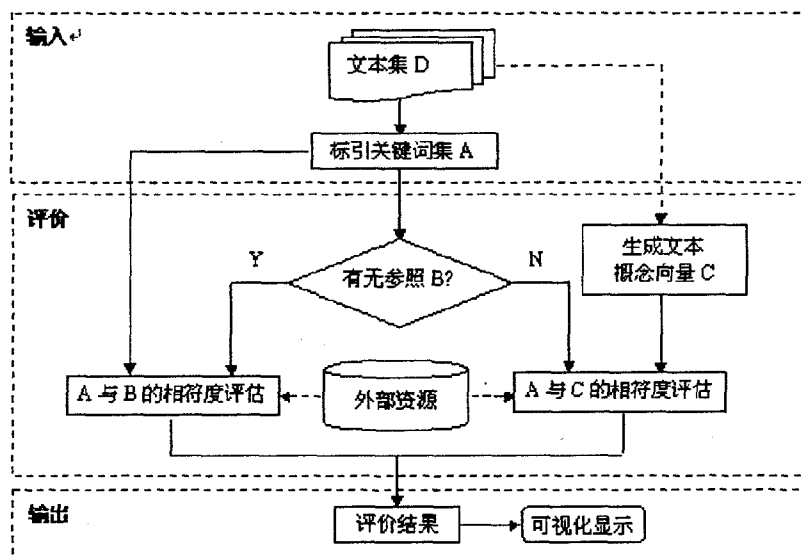 输入↵
文本集 D
标引关键词集 A
评价
生成文本
概念向量 C
Y
有无参照 B?
N
A 与 B 的相符度评估
外部资源
A 与 C 的相符度评估
输出
评价结果
可视化显示